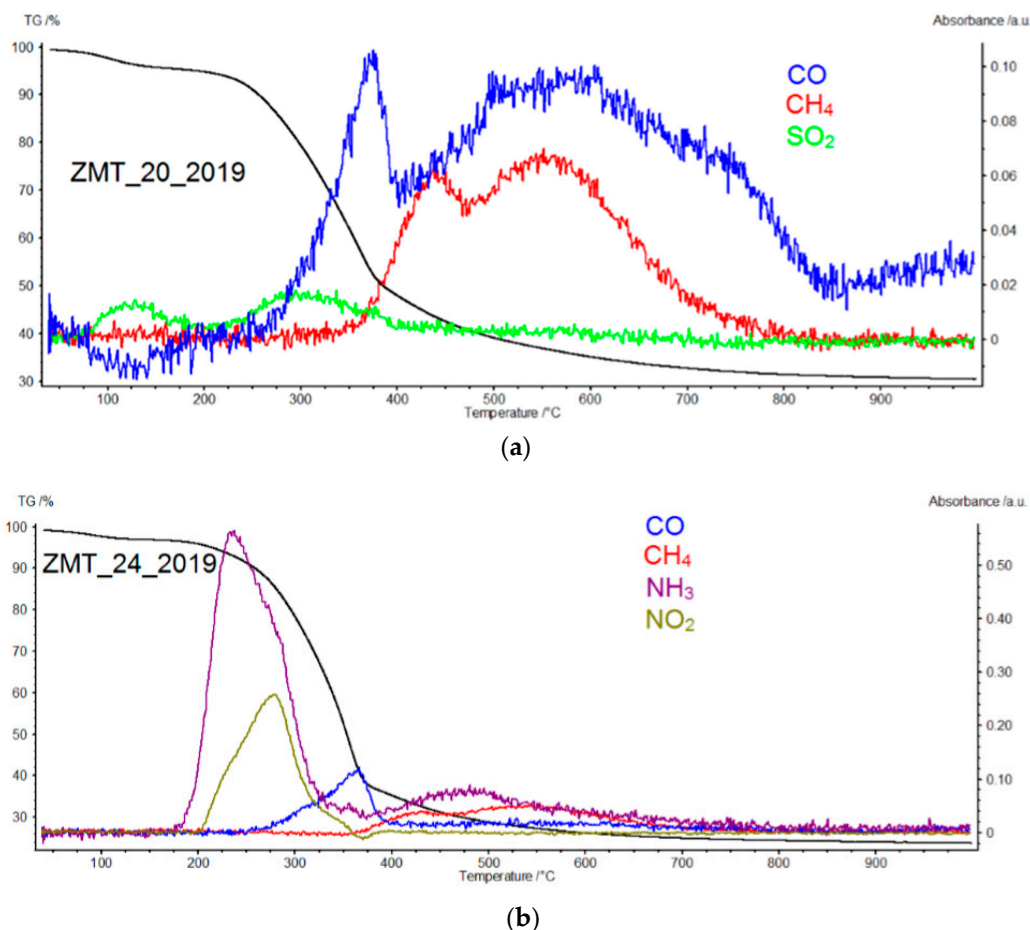 TG /%
Absorbance /a.u.
100
90
80
70
60
50
40
30
0.10
0.08
0.06
0.04
0.02
0
CO
CH₄
SO₂
ZMT_20_2019
100 200 300 400 500 600 700 800 900
Temperature /°C
(a)
TG /%
Absorbance /a.u.
100
90
80
70
60
50
40
30
0.50
0.40
0.30
0.20
0.10
0
CO
CH₄
NH₃
NO₂
ZMT_24_2019
100 200 300 400 500 600 700 800 900
Temperature /°C
(b)